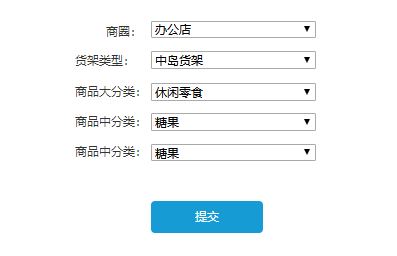 商圈： 办公店
货架类型： 中岛货架
商品大分类： 休闲零食
商品中分类： 糖果
商品中分类： 糖果
提交